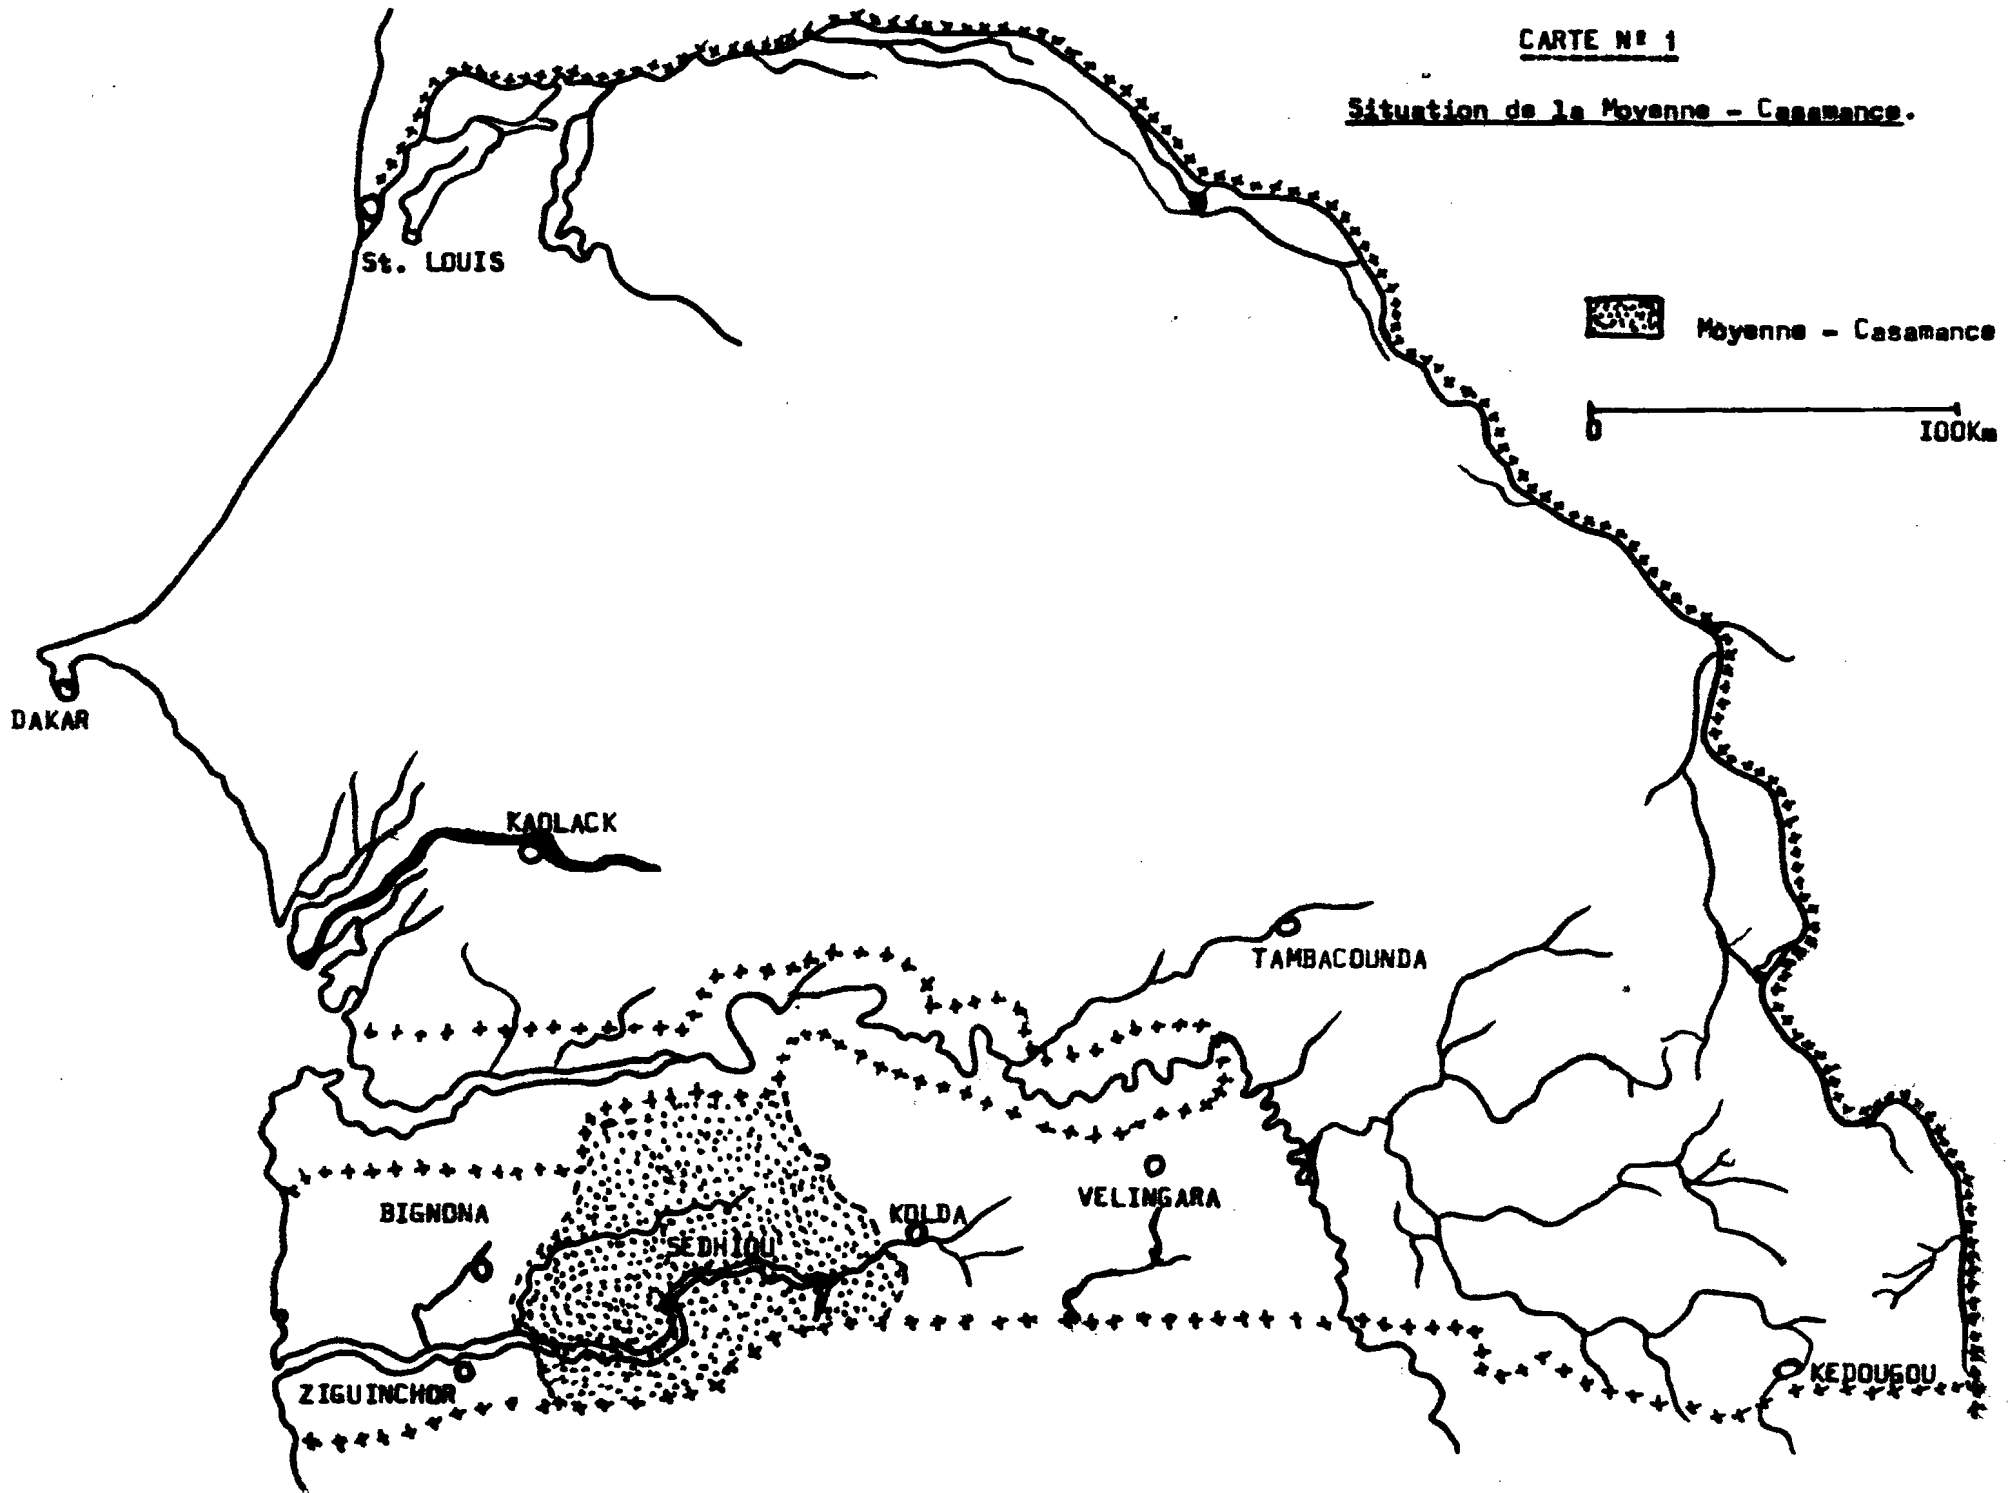 CARTE Nº 1
Situation de la Moyenne - Casamance.
St. LOUIS
Moyenne - Casamance
0 100Km
DAKAR
KAOLACK
TAMBACOUNDA
BIGNONA
KOLDA
VELINGARA
SEDHIOU
ZIGUINCHOR
KEDOUGOU